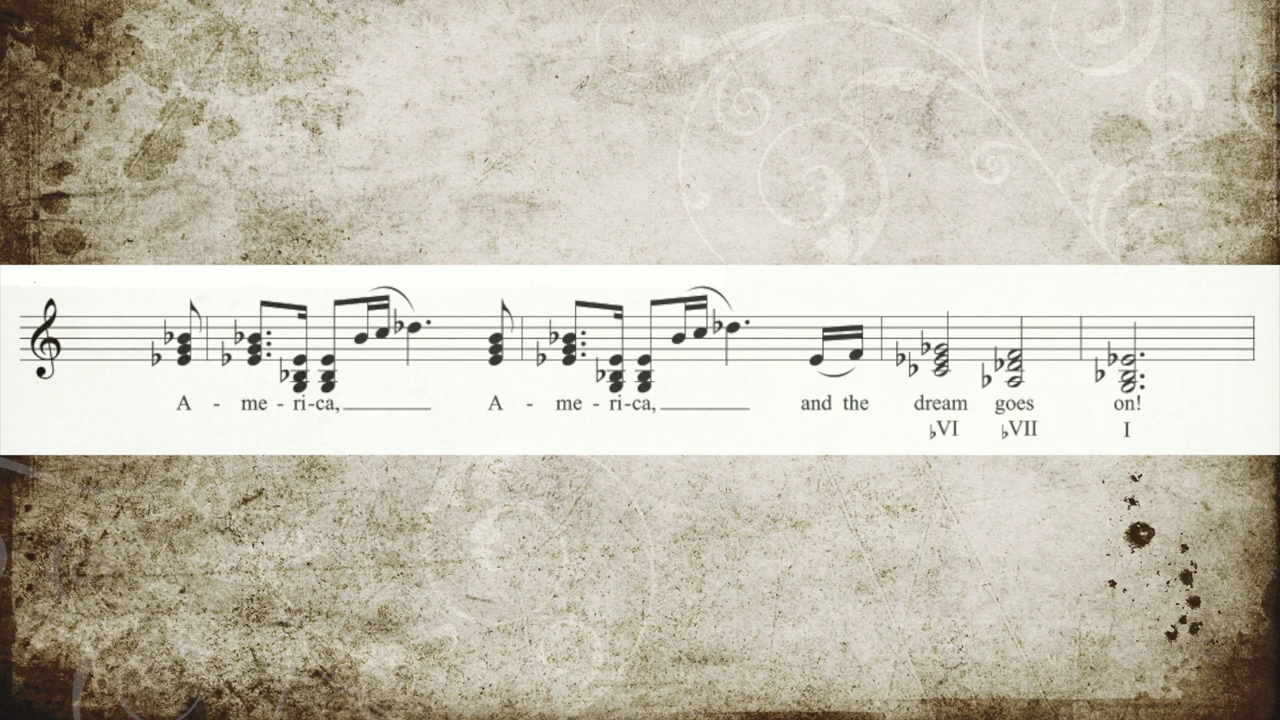 A - me - ri-ca, A - me - ri-ca, and the dream goes on!
♭VI ♭VII I